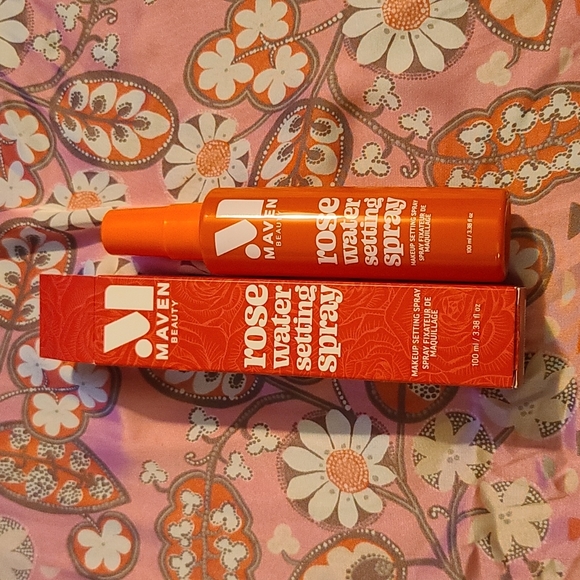 MAVEN
BEAUTY
rose
water
setting
spray
MAKEUP SETTING SPRAY
SPRAY FIXATEUR DE
MAQUILLAGE
100 ml / 3.38 fl oz
MAVEN
BEAUTY
rose
water
setting
spray
MAKEUP SETTING SPRAY
SPRAY FIXATEUR DE
MAQUILLAGE
100 ml / 3.38 fl oz